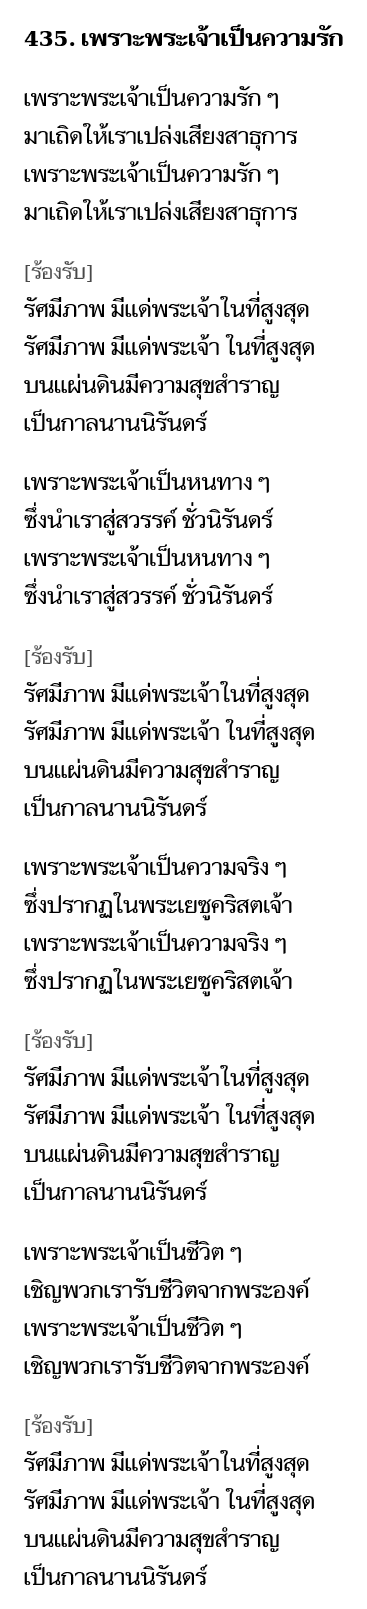 435. เพราะพระเจ้าเป็นความรัก
เพราะพระเจ้าเป็นความรัก ๆ
มาเถิดให้เราเปล่งเสียงสาธุการ
เพราะพระเจ้าเป็นความรัก ๆ
มาเถิดให้เราเปล่งเสียงสาธุการ
[ร้องรับ]
รัศมีภาพ มีแด่พระเจ้าในที่สูงสุด
รัศมีภาพ มีแด่พระเจ้า ในที่สูงสุด
บนแผ่นดินมีความสุขสำราญ
เป็นกาลนานนิรันดร์
เพราะพระเจ้าเป็นหนทาง ๆ
ซึ่งนำเราสู่สวรรค์ ชั่วนิรันดร์
เพราะพระเจ้าเป็นหนทาง ๆ
ซึ่งนำเราสู่สวรรค์ ชั่วนิรันดร์
[ร้องรับ]
รัศมีภาพ มีแด่พระเจ้าในที่สูงสุด
รัศมีภาพ มีแด่พระเจ้า ในที่สูงสุด
บนแผ่นดินมีความสุขสำราญ
เป็นกาลนานนิรันดร์
เพราะพระเจ้าเป็นความจริง ๆ
ซึ่งปรากฏในพระเยซูคริสตเจ้า
เพราะพระเจ้าเป็นความจริง ๆ
ซึ่งปรากฏในพระเยซูคริสตเจ้า
[ร้องรับ]
รัศมีภาพ มีแด่พระเจ้าในที่สูงสุด
รัศมีภาพ มีแด่พระเจ้า ในที่สูงสุด
บนแผ่นดินมีความสุขสำราญ
เป็นกาลนานนิรันดร์
เพราะพระเจ้าเป็นชีวิต ๆ
เชิญพวกเรารับชีวิตจากพระองค์
เพราะพระเจ้าเป็นชีวิต ๆ
เชิญพวกเรารับชีวิตจากพระองค์
[ร้องรับ]
รัศมีภาพ มีแด่พระเจ้าในที่สูงสุด
รัศมีภาพ มีแด่พระเจ้า ในที่สูงสุด
บนแผ่นดินมีความสุขสำราญ
เป็นกาลนานนิรันดร์